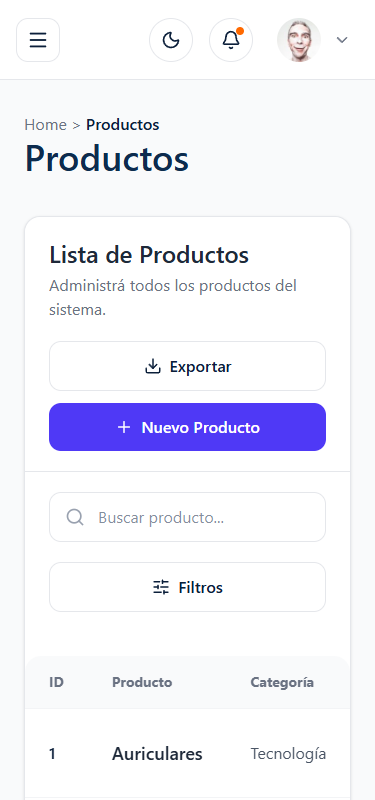 Home > Productos
Productos
Lista de Productos
Administrá todos los productos del
sistema.
Exportar
Nuevo Producto
Buscar producto...
Filtros
ID Producto Categoría
1 Auriculares Tecnología